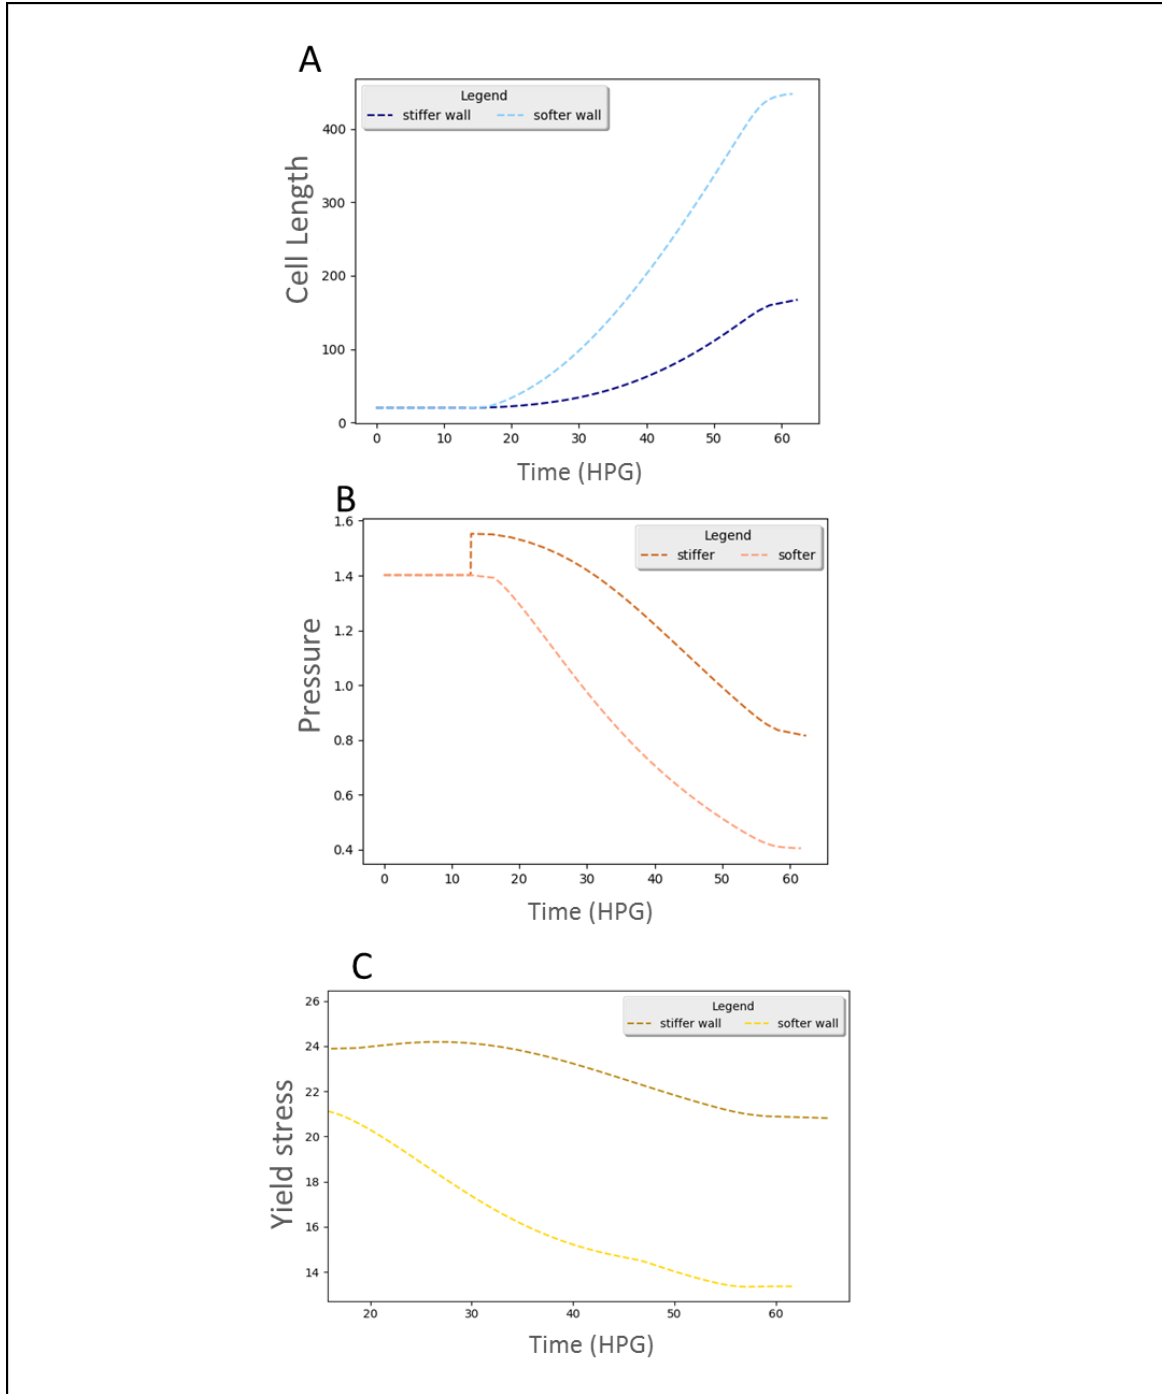 A
Legend
stiffer wall softer wall
400
300
200
100
0
Cell Length
0 10 20 30 40 50 60
Time (HPG)
B
Legend
stiffer softer
1.6
1.4
1.2
1.0
0.8
0.6
0.4
Pressure
0 10 20 30 40 50 60
Time (HPG)
C
Legend
stiffer wall softer wall
26
24
22
20
18
16
14
Yield stress
20 30 40 50 60
Time (HPG)